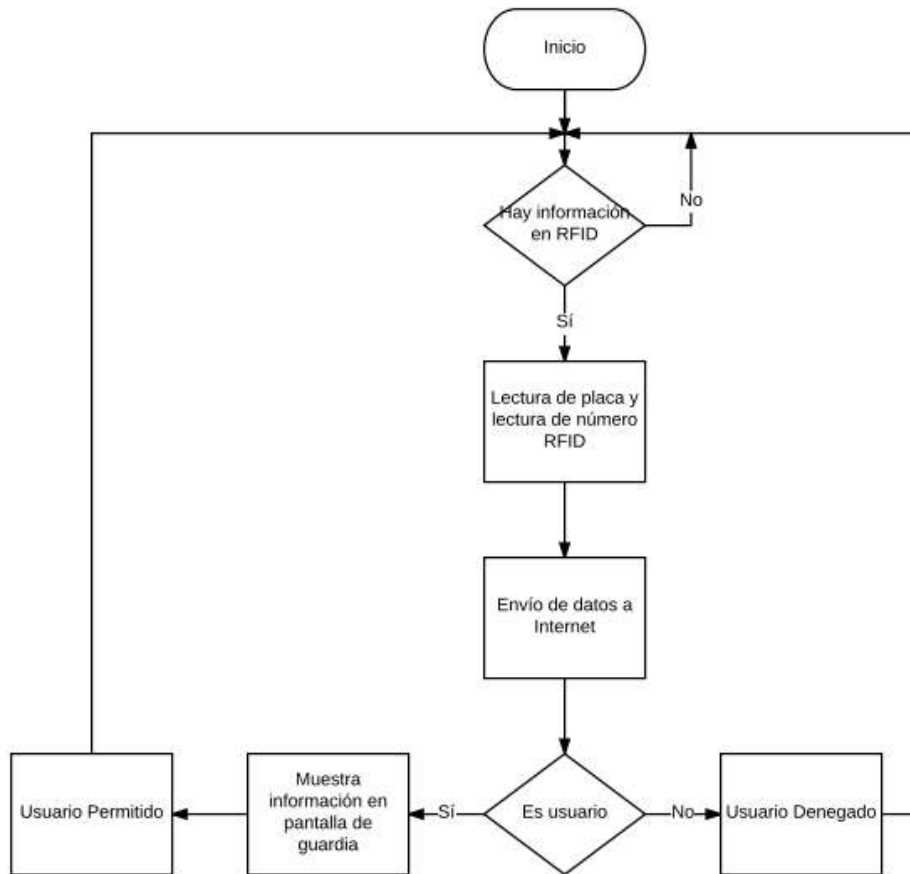 Inicio
Hay información
en RFID
No
Sí
Lectura de placa y
lectura de número
RFID
Envío de datos a
Internet
Usuario Permitido
Muestra
información en
pantalla de
guardia
Sí
Es usuario
No
Usuario Denegado